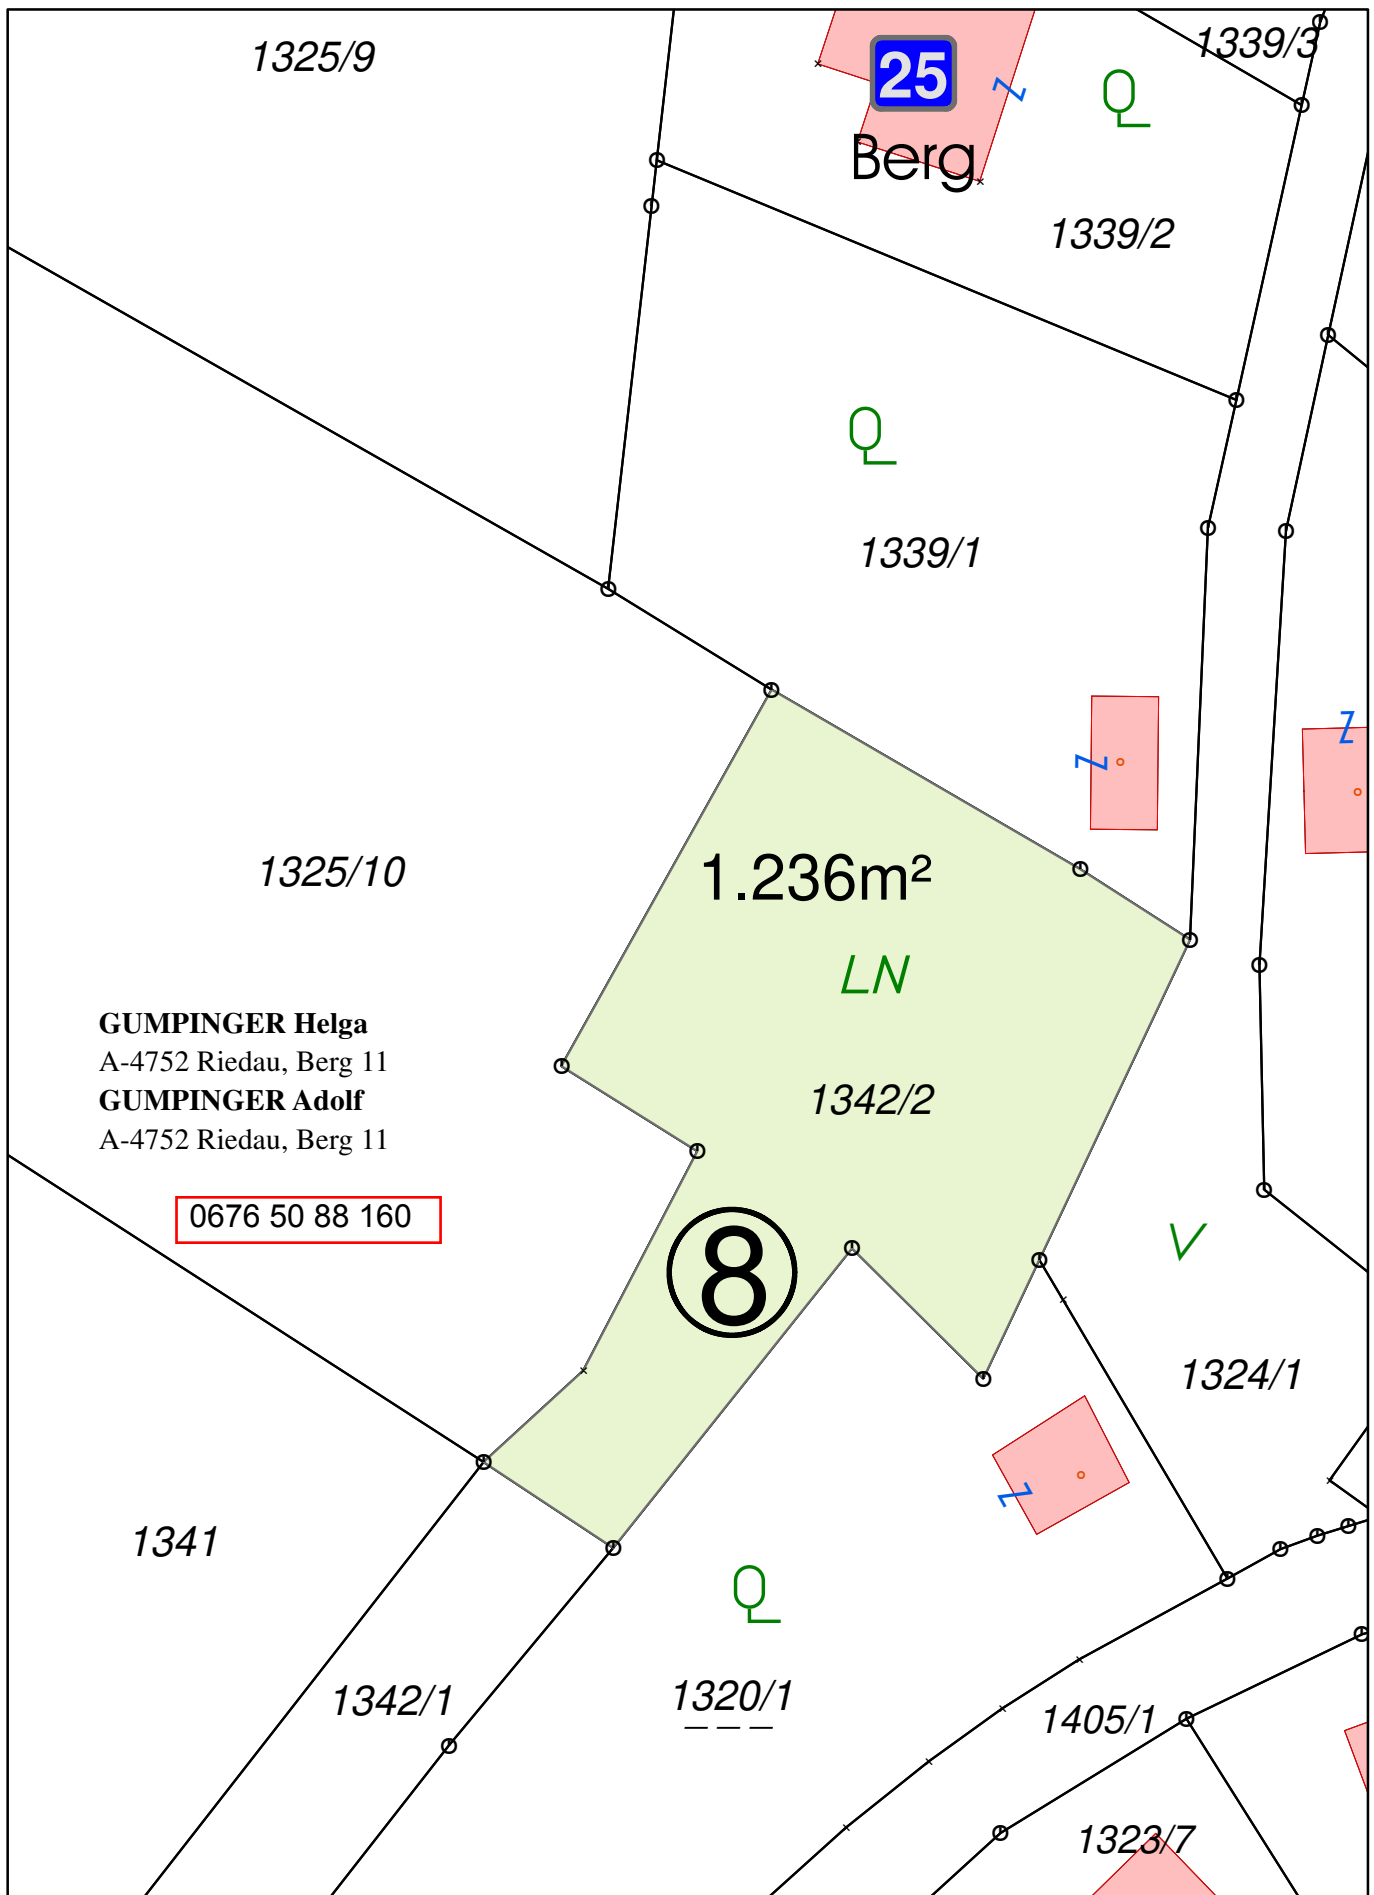 1325/9
1339/3
25
Z
Berg
1339/2
1339/1
Z
Z
1325/10
1.236m²
LN
GUMPINGER Helga
A-4752 Riedau, Berg 11
GUMPINGER Adolf
A-4752 Riedau, Berg 11
1342/2
0676 50 88 160
8
V
1324/1
Z
1341
1342/1
1320/1
1405/1
1323/7